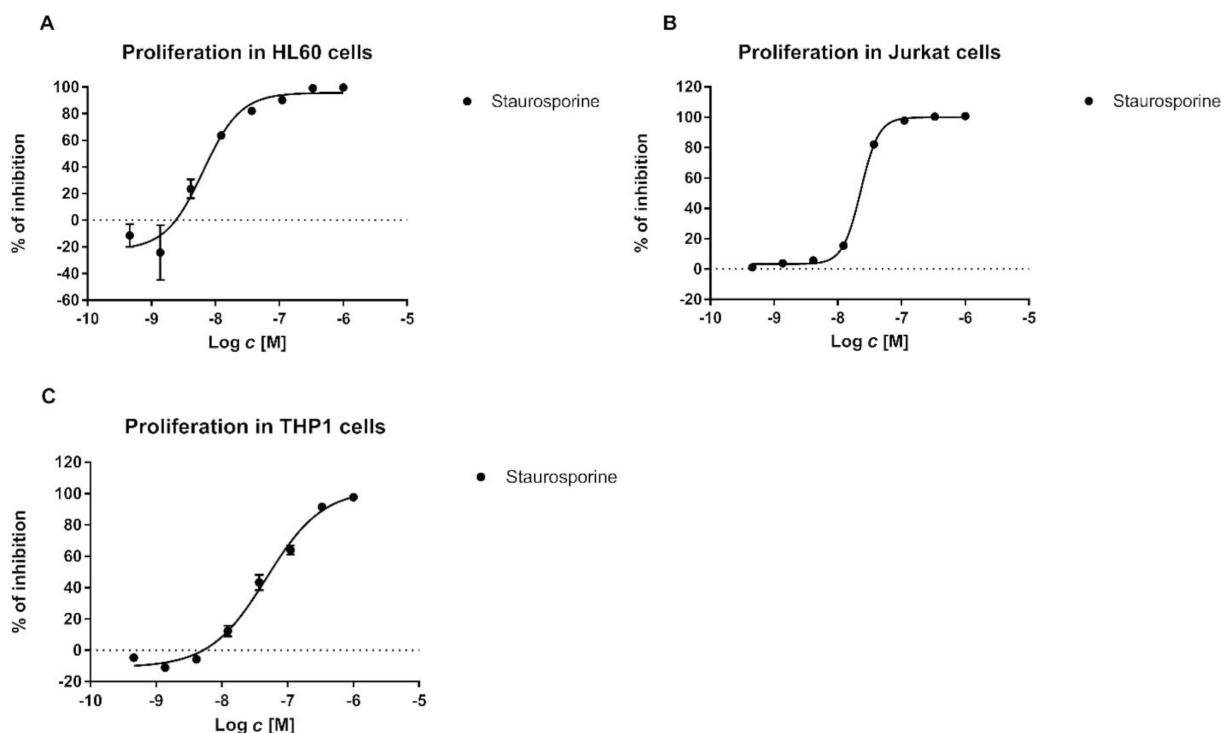 A
Proliferation in HL60 cells
100
80
60
40
20
0
-20
-40
-60
% of inhibition
-10 -9 -8 -7 -6 -5
Log c [M]
Staurosporine
B
Proliferation in Jurkat cells
120
100
80
60
40
20
0
-20
% of inhibition
-10 -9 -8 -7 -6 -5
Log c [M]
Staurosporine
C
Proliferation in THP1 cells
120
100
80
60
40
20
0
-20
% of inhibition
-10 -9 -8 -7 -6 -5
Log c [M]
Staurosporine